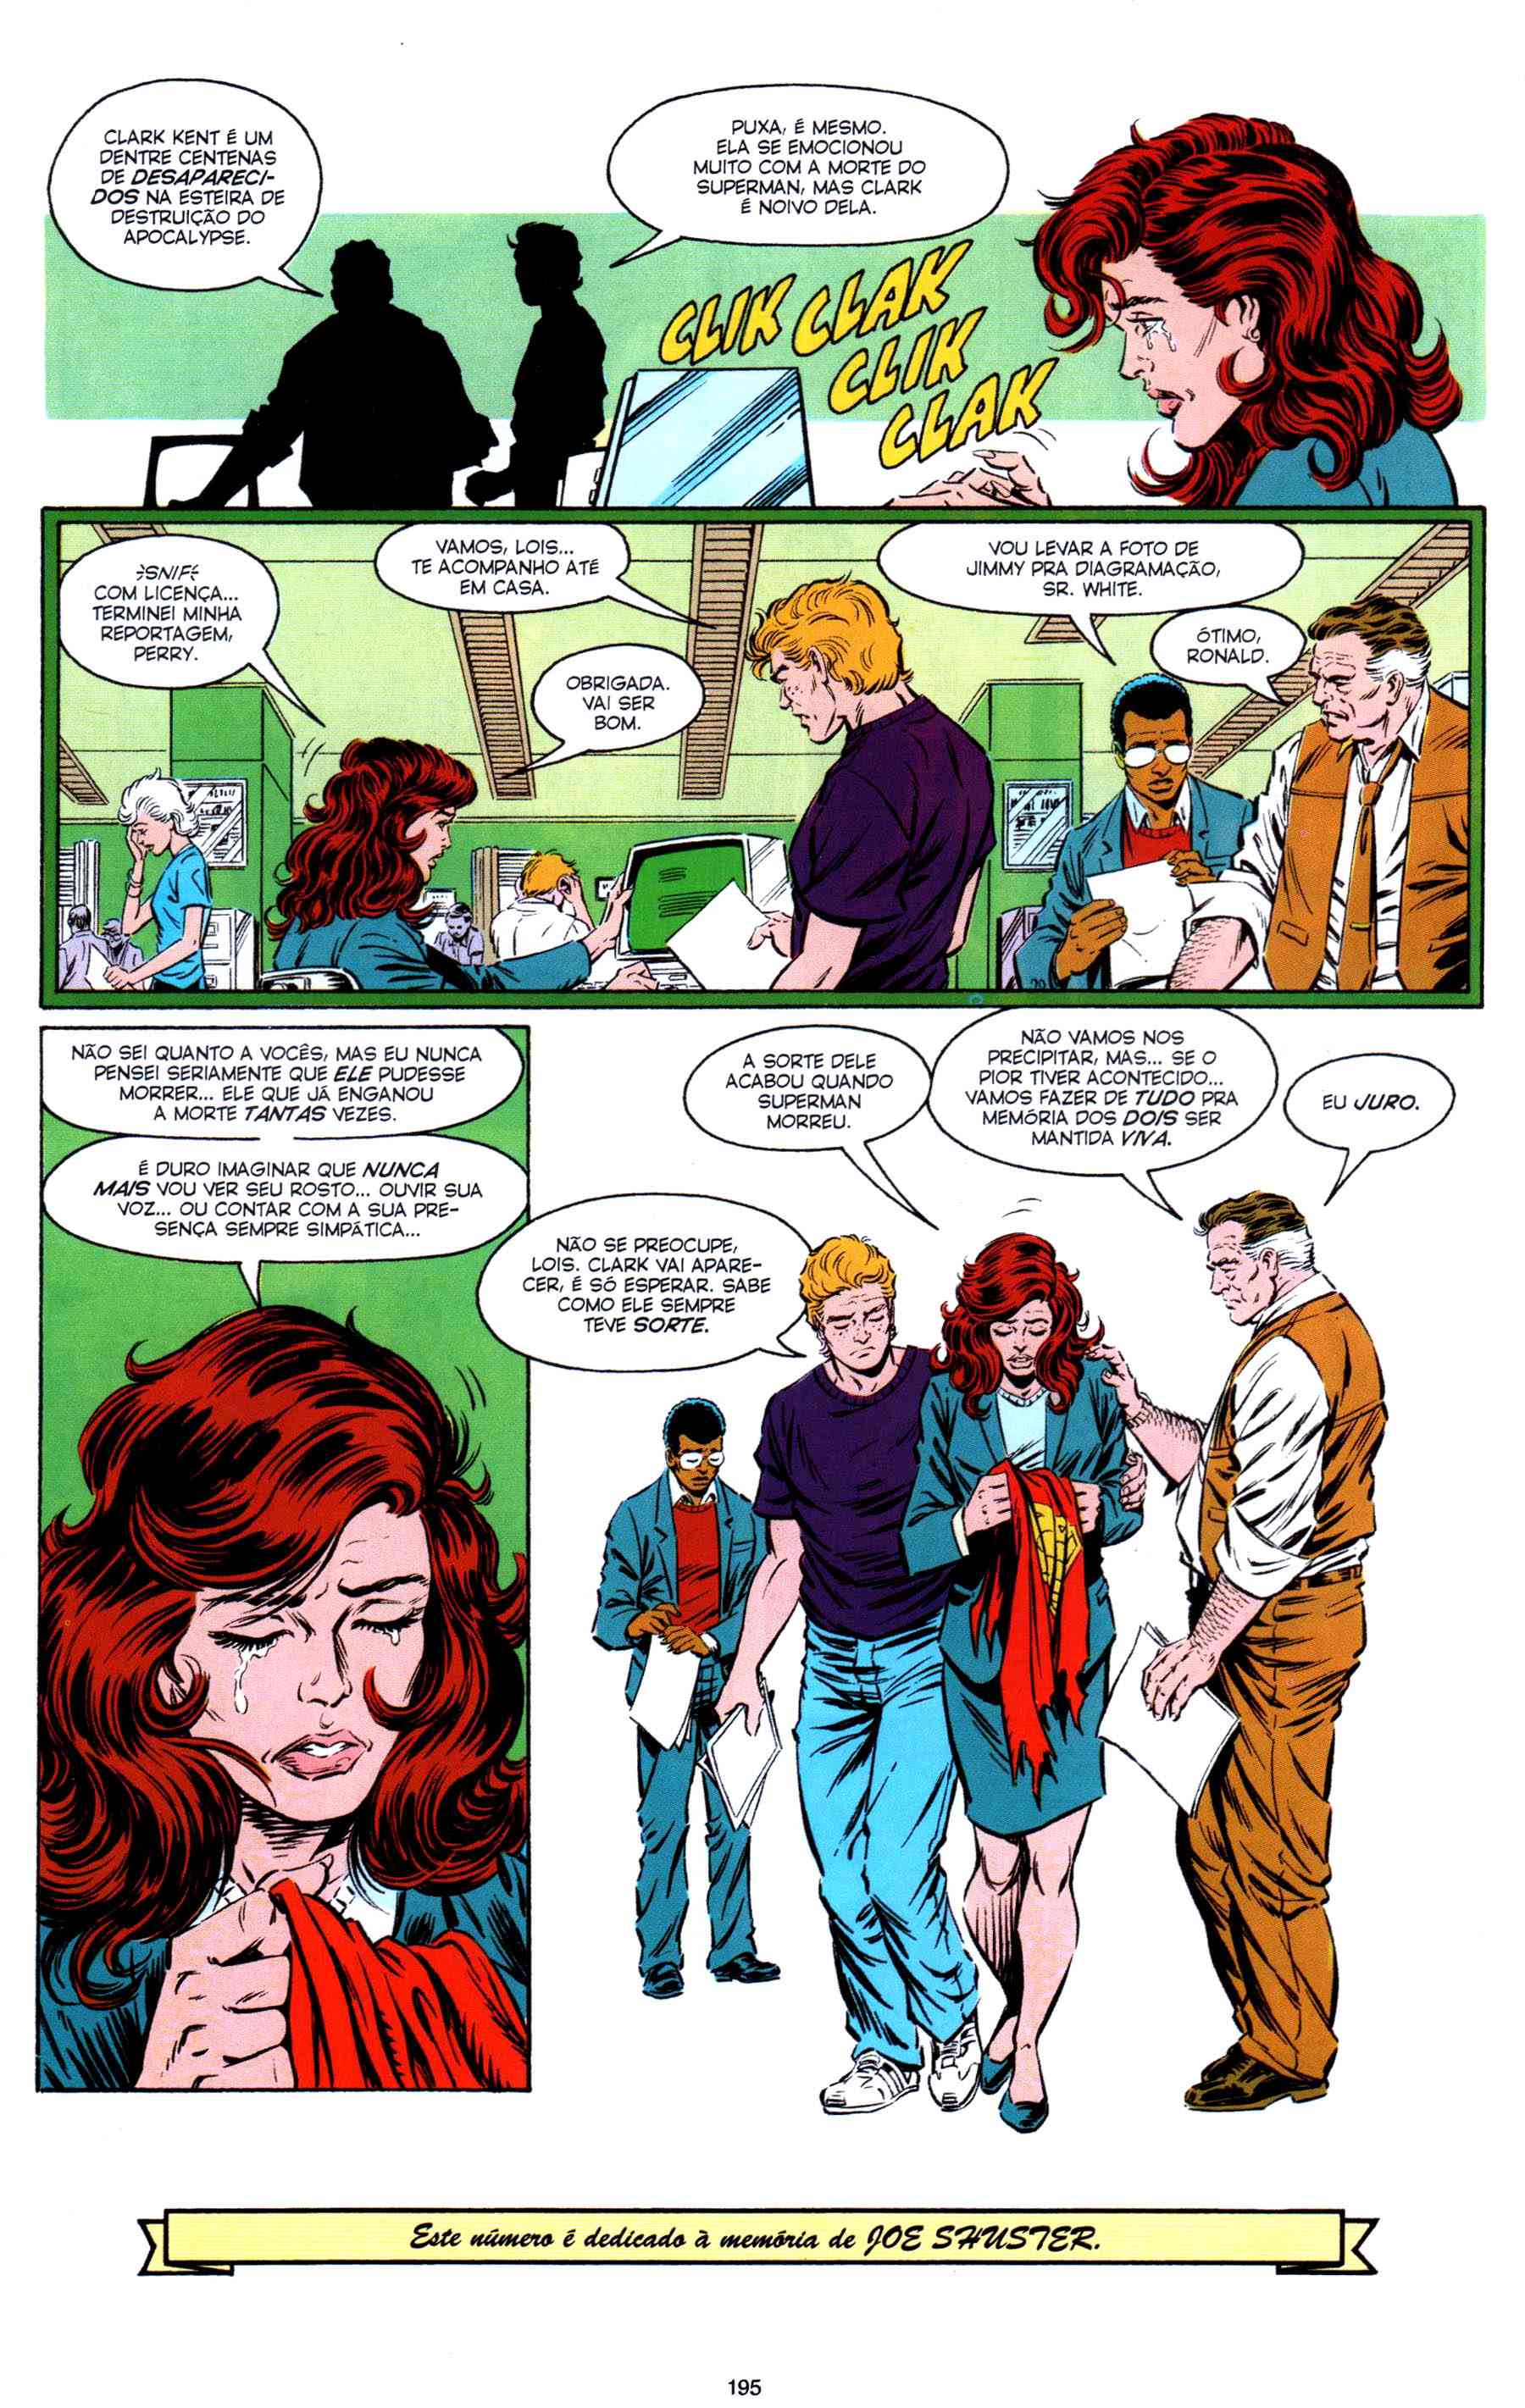 CLARK KENT É UM
DENTRE CENTENAS
DE DESAPARECI-
DOS NA ESTEIRA DE
DESTRUIÇÃO DO
APOCALYPSE.
PUXA, É MESMO.
ELA SE EMOCIONOU
MUITO COM A MORTE DO
SUPERMAN, MAS CLARK
É NOIVO DELA.
CLIK CLAK
CLIK
CLAK
SNIF
COM LICENÇA...
TERMINEI MINHA
REPORTAGEM,
PERRY.
VAMOS, LOIS...
TE ACOMPANHO ATÉ
EM CASA.
OBRIGADA.
VAI SER
BOM.
VOU LEVAR A FOTO DE
JIMMY PRA DIAGRAMAÇÃO,
SR. WHITE.
ÓTIMO,
RONALD.
NÃO SEI QUANTO A VOCÊS, MAS EU NUNCA
PENSEI SERIAMENTE QUE ELE PUDESSE
MORRER... ELE QUE JÁ ENGANOU
A MORTE TANTAS VEZES.
É DURO IMAGINAR QUE NUNCA
MAIS VOU VER SEU ROSTO... OUVIR SUA
VOZ... OU CONTAR COM A SUA PRE-
SENÇA SEMPRE SIMPÁTICA...
NÃO SE PREOCUPE,
LOIS. CLARK VAI APARE-
CER, É SÓ ESPERAR. SABE
COMO ELE SEMPRE
TEVE SORTE.
A SORTE DELE
ACABOU QUANDO
SUPERMAN
MORREU.
NÃO VAMOS NOS
PRECIPITAR, MAS... SE O
PIOR TIVER ACONTECIDO...
VAMOS FAZER DE TUDO PRA
MEMÓRIA DOS DOIS SER
MANTIDA VIVA.
EU JURO.
Este número é dedicado à memória de JOE SHUSTER.
195